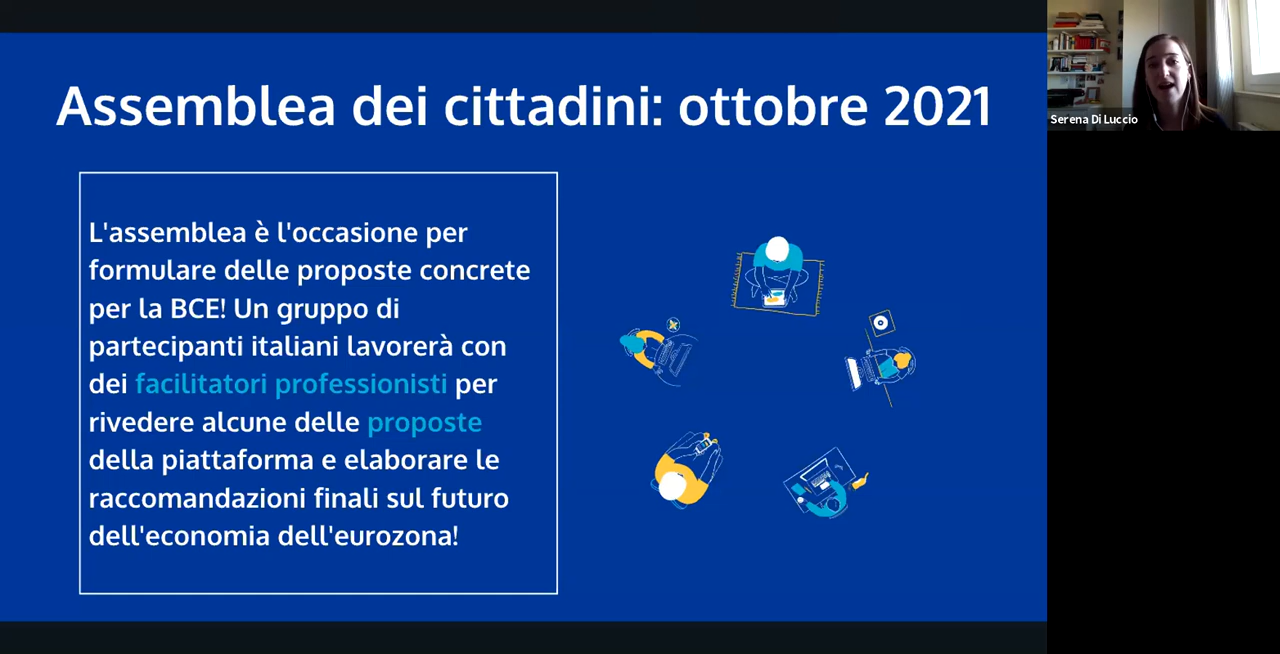 Assemblea dei cittadini: ottobre 2021
L'assemblea è l'occasione per
formulare delle proposte concrete
per la BCE! Un gruppo di
partecipanti italiani lavorerà con
dei facilitatori professionisti per
rivedere alcune delle proposte
della piattaforma e elaborare le
raccomandazioni finali sul futuro
dell'economia dell'eurozona!
Serena Di Luccio